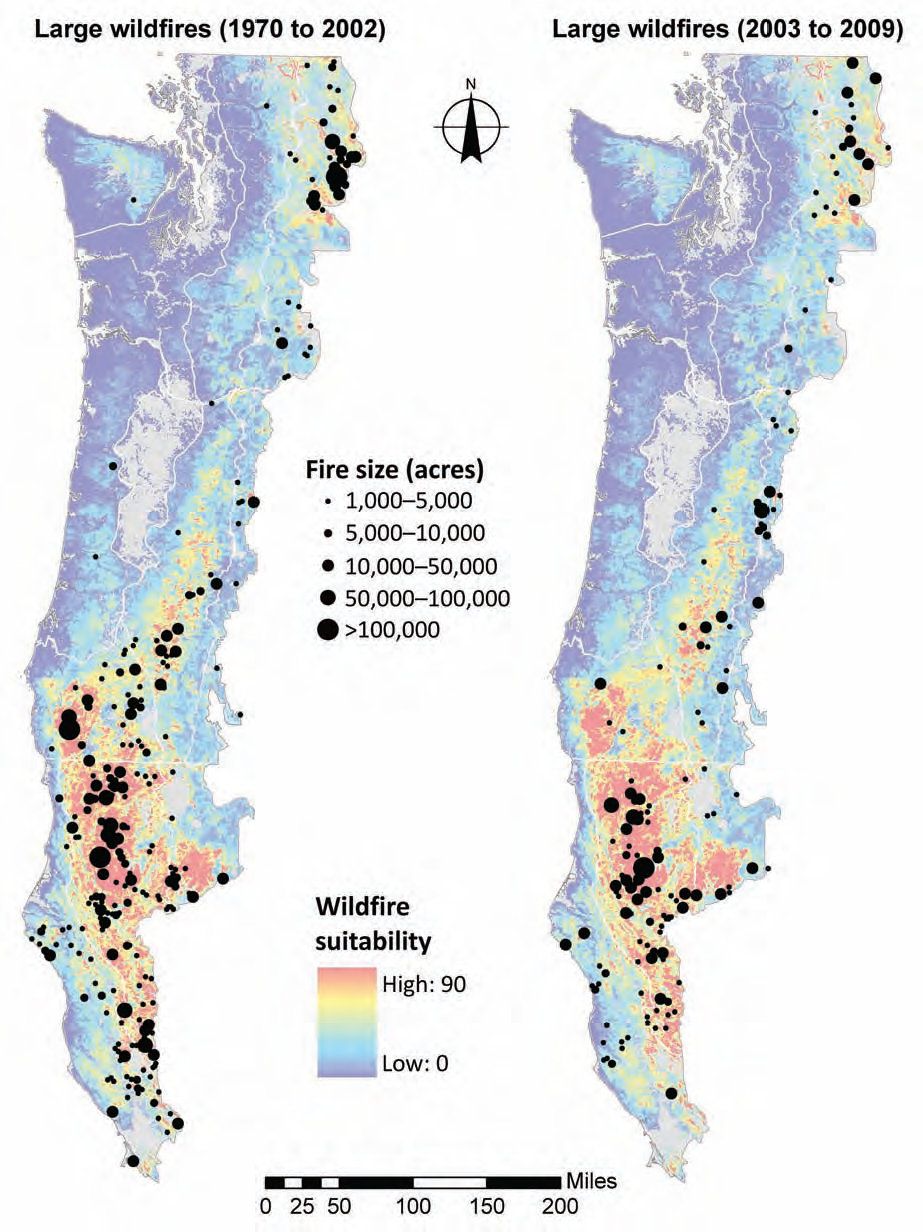 Large wildfires (1970 to 2002)
Large wildfires (2003 to 2009)
N
Fire size (acres)
1,000–5,000
5,000–10,000
10,000–50,000
50,000–100,000
>100,000
Wildfire
suitability
High: 90
Low: 0
Miles
0 25 50 100 150 200